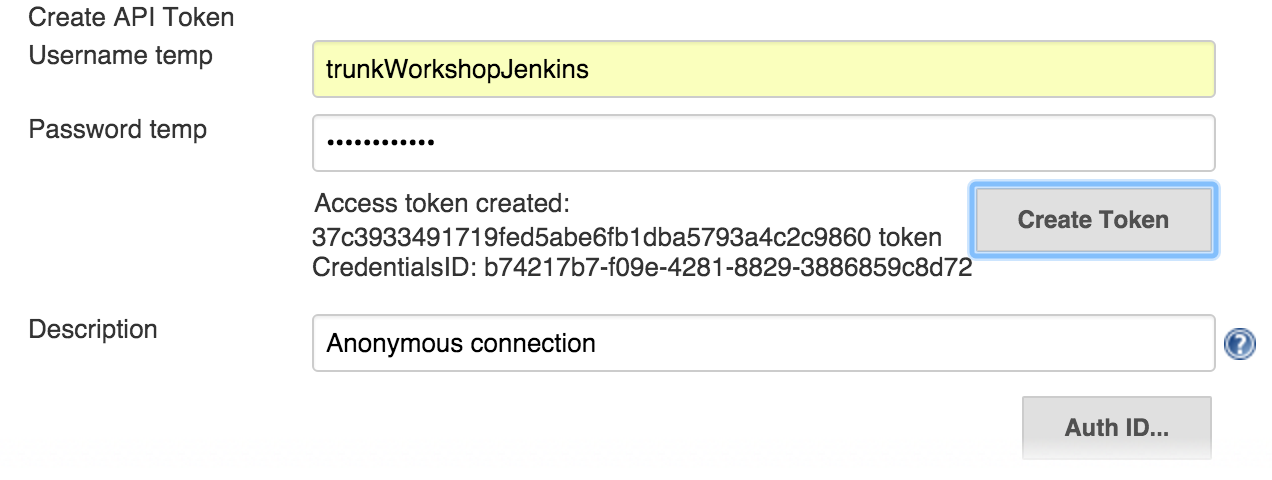 Create API Token
Username temp
trunkWorkshopJenkins
Password temp
••••••••••••
Access token created:
37c3933491719fed5abe6fb1dba5793a4c2c9860 token
CredentialsID: b74217b7-f09e-4281-8829-3886859c8d72
Create Token
Description
Anonymous connection
?
Auth ID...